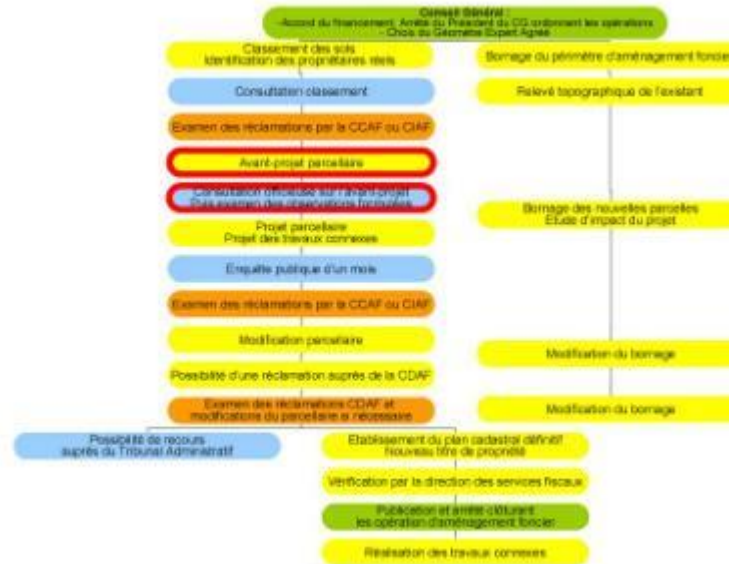 Conseil Général :
-Accord du financement, Arrêté du Président du CG ordonnant les opérations
- Choix du Géomètre Expert Agréé
Classement des sols
Identification des propriétaires réels
Consultation classement
Examen des réclamations par la CCAF ou CIAF
Avant-projet parcellaire
Consultation officieuse sur l'avant-projet
Puis examen des observations formulées
Projet parcellaire
Projet des travaux connexes
Enquête publique d'un mois
Examen des réclamations par la CCAF ou CIAF
Modification parcellaire
Possibilité d'une réclamation auprès de la CDAF
Examen des réclamations CDAF et
modifications du parcellaire si nécessaire
Bornage du périmètre d'aménagement foncier
Relevé topographique de l'existant
Bornage des nouvelles parcelles
Etude d'impact du projet
Modification du bornage
Modification du bornage
Possibilité de recours
auprès du Tribunal Administratif
Etablissement du plan cadastral définitif
Nouveau titre de propriété
Vérification par la direction des services fiscaux
Publication et arrêté clôturant
les opération d'aménagement foncier
Réalisation des travaux connexes